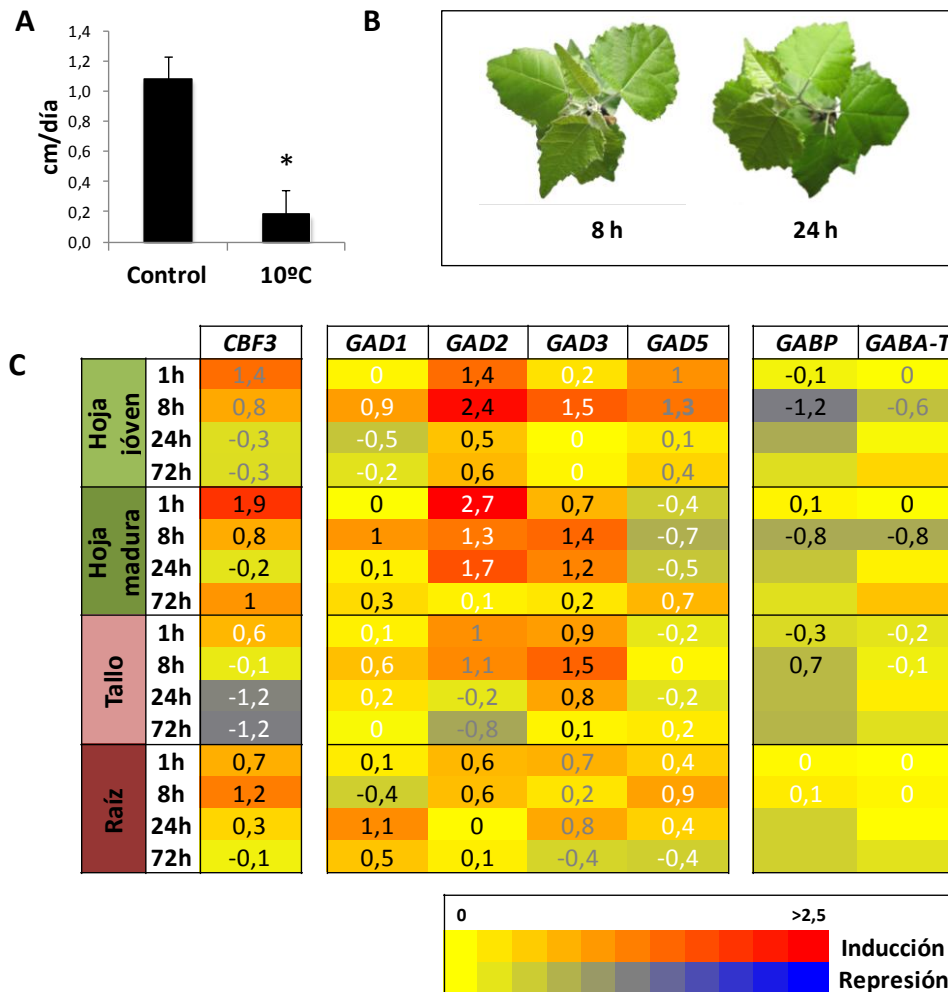 A
1,4
1,2
1,0
0,8
0,6
0,4
0,2
0,0
cm/día
*
Control 10ºC
B
8 h 24 h
C
CBF3 GAD1 GAD2 GAD3 GAD5 GABP GABA-T
Hoja jóven
1h 1,4 0 1,4 0,2 1 -0,1 0
8h 0,8 0,9 2,4 1,5 1,3 -1,2 -0,6
24h -0,3 -0,5 0,5 0 0,1
72h -0,3 -0,2 0,6 0 0,4
Hoja madura
1h 1,9 0 2,7 0,7 -0,4 0,1 0
8h 0,8 1 1,3 1,4 -0,7 -0,8 -0,8
24h -0,2 0,1 1,7 1,2 -0,5
72h 1 0,3 0,1 0,2 0,7
Tallo
1h 0,6 0,1 1 0,9 -0,2 -0,3 -0,2
8h -0,1 0,6 1,1 1,5 0 0,7 -0,1
24h -1,2 0,2 -0,2 0,8 -0,2
72h -1,2 0 -0,8 0,1 0,2
Raíz
1h 0,7 0,1 0,6 0,7 0,4 0 0
8h 1,2 -0,4 0,6 0,2 0,9 0,1 0
24h 0,3 1,1 0 0,8 0,4
72h -0,1 0,5 0,1 -0,4 -0,4
0 >2,5
Inducción
Represión